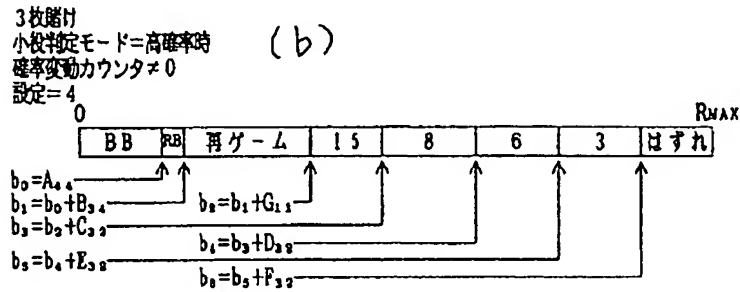 3枚賭け
小役判定モード=高確率時
(b)
確率変動カウンタ≠0
設定=4
0 RMAX
BB RB 再ゲーム 15 8 6 3 はずれ
b₀=A₄₄
b₁=b₀+B₃₄ b₂=b₁+G₁₁
b₃=b₂+C₃₂
b₄=b₃+D₃₂
b₅=b₄+E₃₂
b₆=b₅+F₃₂